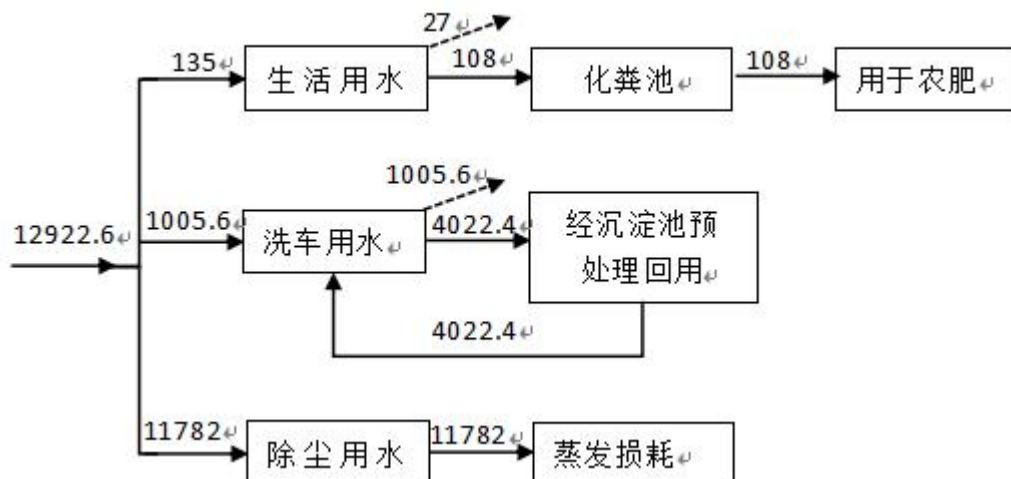 27↵
135↵
生活用水
108↵
化粪池↵
108↵
用于农肥↵
1005.6↵
12922.6↵
1005.6↵
洗车用水↵
4022.4↵
经沉淀池预
处理回用↵
4022.4↵
11782↵
除尘用水
11782↵
蒸发损耗↵